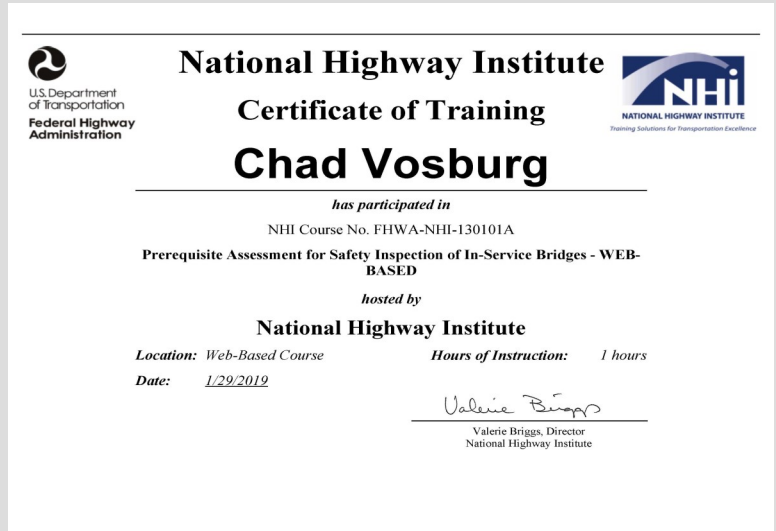 U.S. Department
of Transportation
Federal Highway
Administration
National Highway Institute
Certificate of Training
NHi
NATIONAL HIGHWAY INSTITUTE
Training Solutions for Transportation Excellence
Chad Vosburg
has participated in
NHI Course No. FHWA-NHI-130101A
Prerequisite Assessment for Safety Inspection of In-Service Bridges - WEB-
BASED
hosted by
National Highway Institute
Location: Web-Based Course Hours of Instruction: 1 hours
Date: 1/29/2019
Valerie Briggs
Valerie Briggs, Director
National Highway Institute